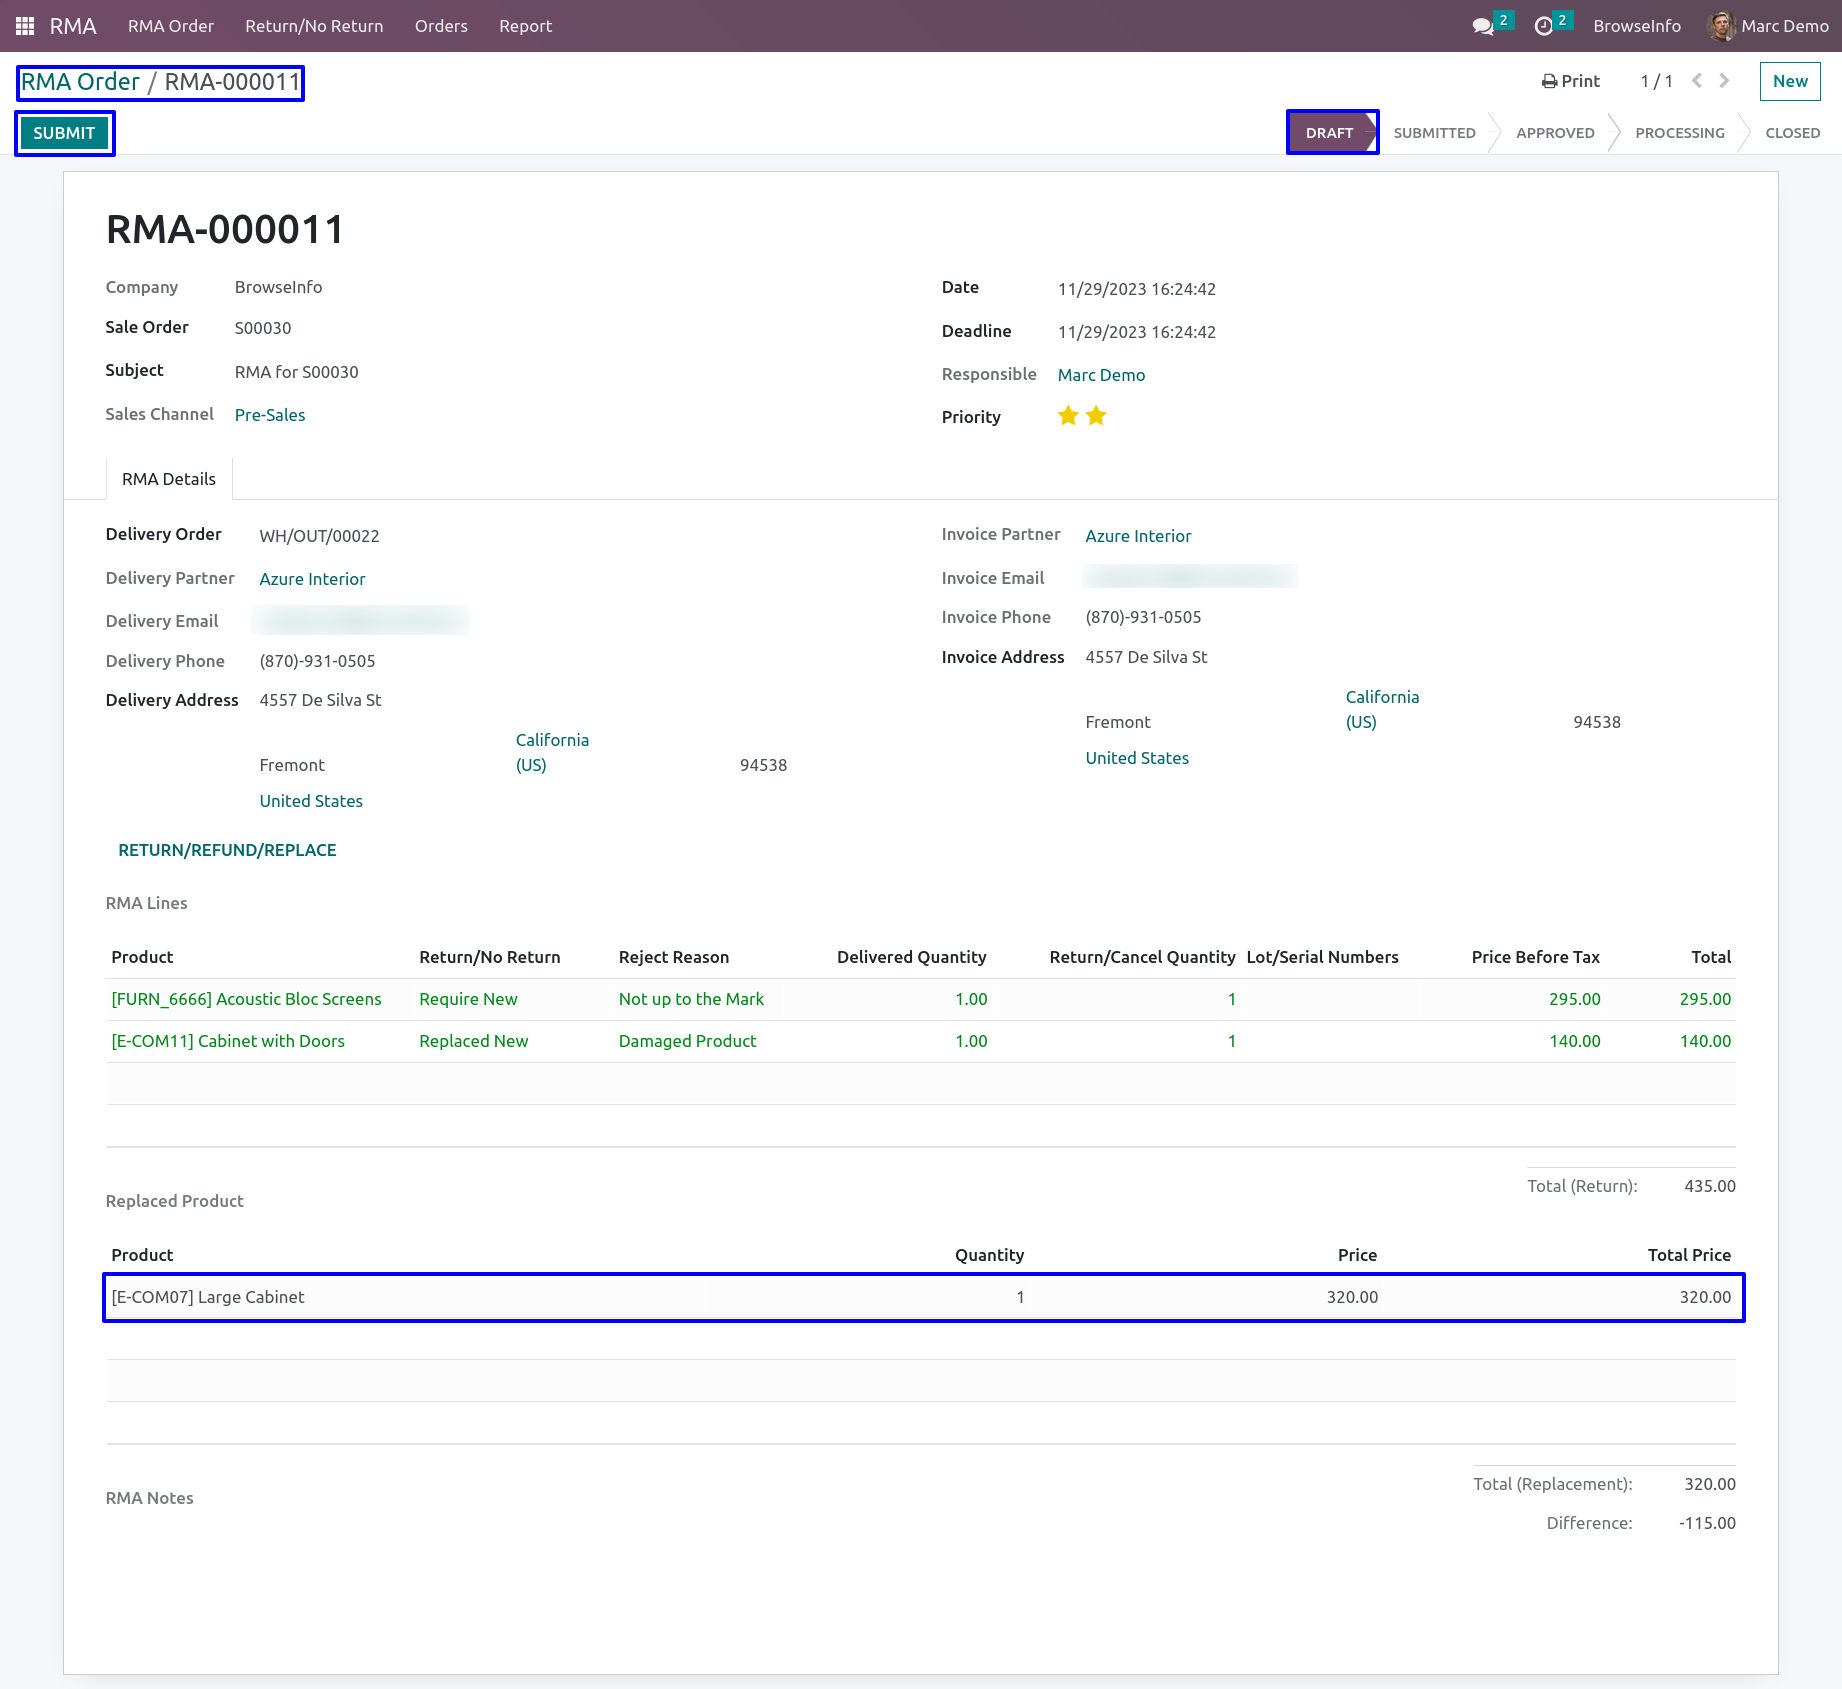 RMA RMA Order Return/No Return Orders Report 2 2 BrowseInfo Marc Demo
RMA Order / RMA-000011 Print 1 / 1 New
SUBMIT DRAFT SUBMITTED APPROVED PROCESSING CLOSED
RMA-000011
Company BrowseInfo Date 11/29/2023 16:24:42
Sale Order S00030 Deadline 11/29/2023 16:24:42
Subject RMA for S00030 Responsible Marc Demo
Sales Channel Pre-Sales Priority
RMA Details
Delivery Order WH/OUT/00022 Invoice Partner Azure Interior
Delivery Partner Azure Interior Invoice Email
Delivery Email Invoice Phone (870)-931-0505
Delivery Phone (870)-931-0505 Invoice Address 4557 De Silva St
Delivery Address 4557 De Silva St California
Fremont (US) 94538
California United States
Fremont (US) 94538
United States
RETURN/REFUND/REPLACE
RMA Lines
Product Return/No Return Reject Reason Delivered Quantity Return/Cancel Quantity Lot/Serial Numbers Price Before Tax Total
[FURN_6666] Acoustic Bloc Screens Require New Not up to the Mark 1.00 1 295.00 295.00
[E-COM11] Cabinet with Doors Replaced New Damaged Product 1.00 1 140.00 140.00
Total (Return): 435.00
Replaced Product
Product Quantity Price Total Price
[E-COM07] Large Cabinet 1 320.00 320.00
Total (Replacement): 320.00
RMA Notes
Difference: -115.00